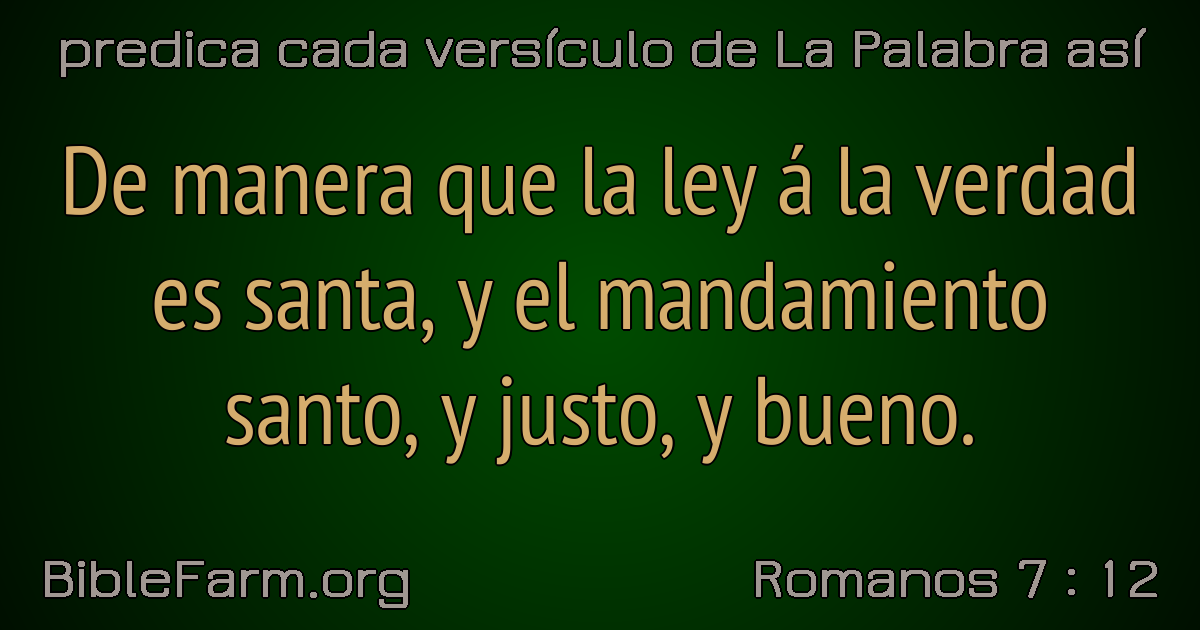 predica cada versículo de La Palabra así
De manera que la ley á la verdad
es santa, y el mandamiento
santo, y justo, y bueno.
BibleFarm.org
Romanos 7 : 12